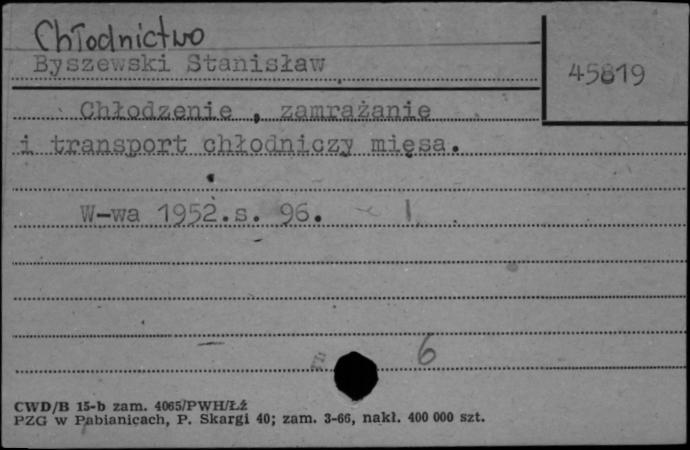 Chłodnictwo
Byszewski Stanisław
45819
Chłodzenie , zamrażanie
i transport chłodniczy mięsa.
W-wa 1952.s. 96.
6
CWD/B 15-b zam. 4065/PWH/Łź
PZG w Pabianicach, P. Skargi 40; zam. 3-66, nakł. 400 000 szt.